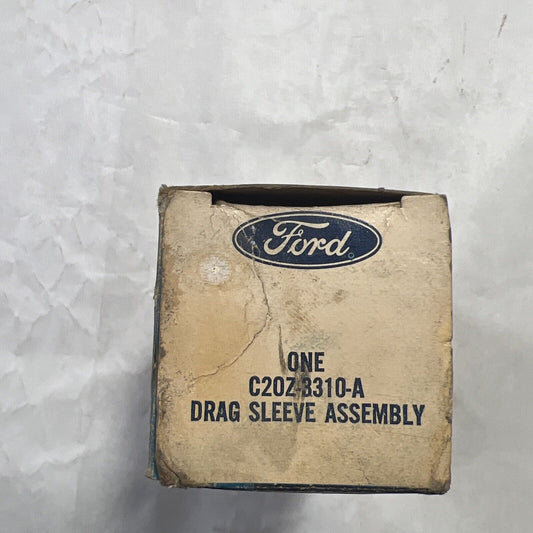 Ford
ONE
C2OZ-3310-A
DRAG SLEEVE ASSEMBLY